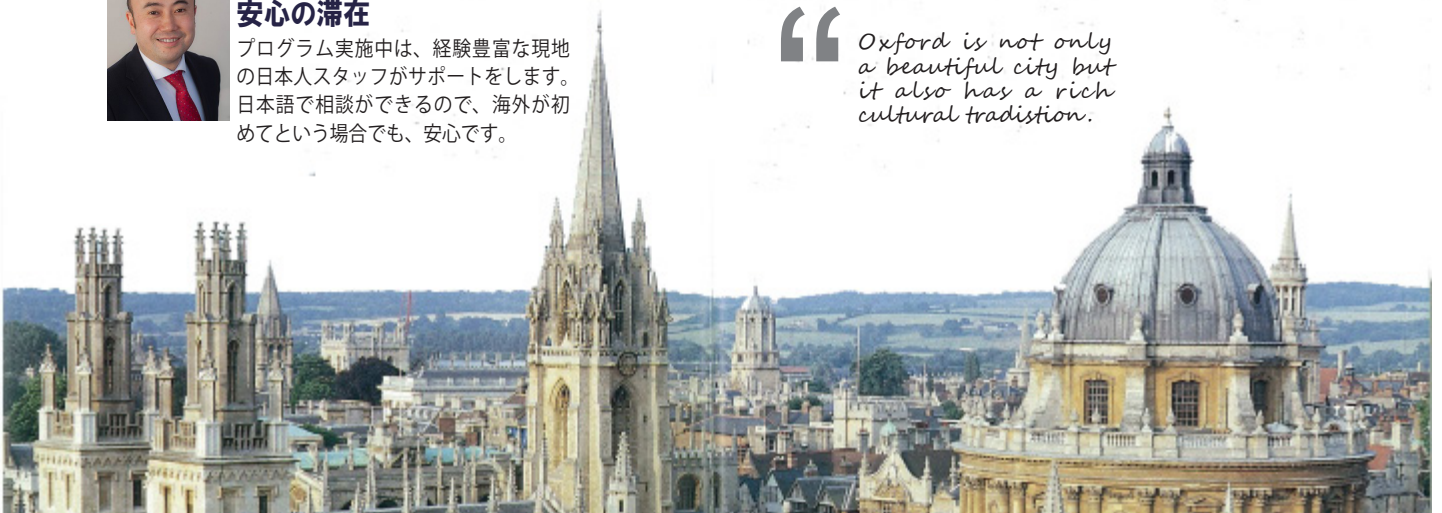 安心の滞在
プログラム実施中は、経験豊富な現地
の日本人スタッフがサポートをします。
日本語で相談ができるので、海外が初
めてという場合でも、安心です。
“
Oxford is not only
a beautiful city but
it also has a rich
cultural tradistion.